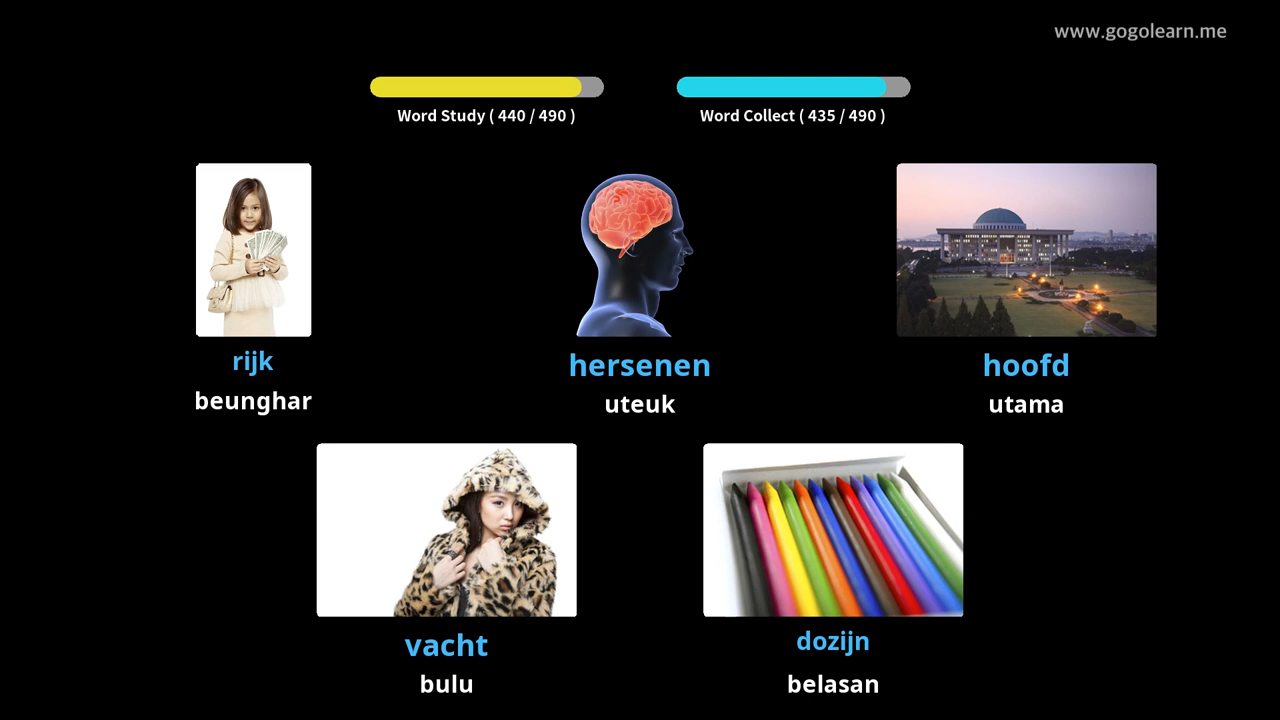 www.gogolearn.me
Word Study ( 440 / 490 )
Word Collect ( 435 / 490 )
rijk
beunghar
hersenen
uteuk
hoofd
utama
vacht
bulu
dozijn
belasan